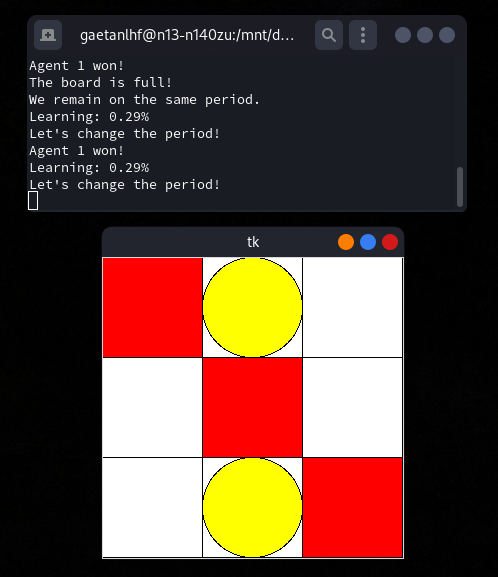 gaetanlhf@n13-n140zu:/mnt/d...
Agent 1 won!
The board is full!
We remain on the same period.
Learning: 0.29%
Let's change the period!
Agent 1 won!
Learning: 0.29%
Let's change the period!
tk